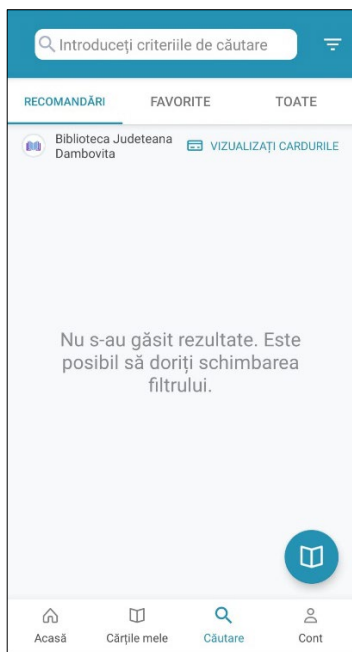 Introduceți criteriile de căutare
RECOMANDĂRI FAVORITE TOATE
Biblioteca Judeteana
Dambovita
VIZUALIZAȚI CARDURILE
Nu s-au găsit rezultate. Este
posibil să doriți schimbarea
filtrului.
Acasă Cărțile mele Căutare Cont